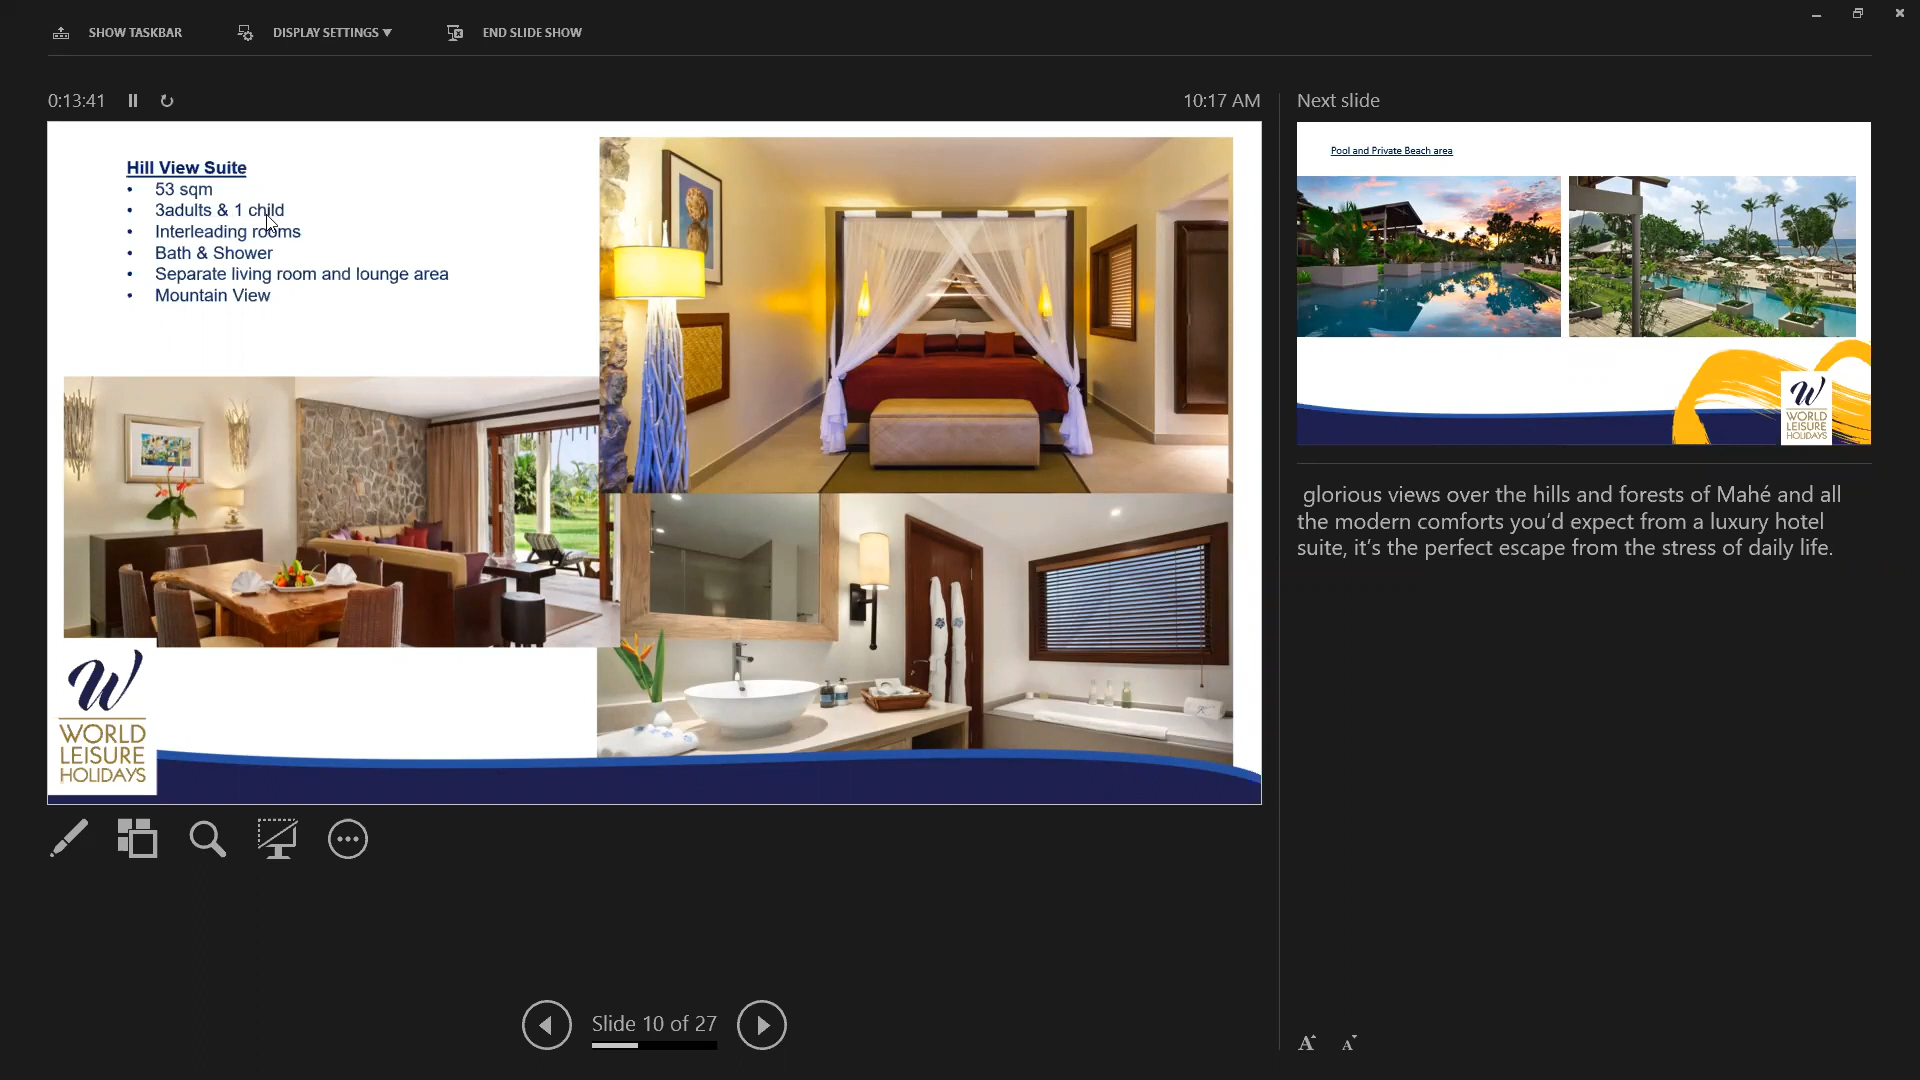 SHOW TASKBAR
DISPLAY SETTINGS ▼
END SLIDE SHOW
0:13:41
10:17 AM
Next slide
Hill View Suite
• 53 sqm
• 3adults & 1 child
• Interleading rooms
• Bath & Shower
• Separate living room and lounge area
• Mountain View
W
WORLD
LEISURE
HOLIDAYS
Pool and Private Beach area
W
WORLD
LEISURE
HOLIDAYS
glorious views over the hills and forests of Mahé and all
the modern comforts you’d expect from a luxury hotel
suite, it’s the perfect escape from the stress of daily life.
Slide 10 of 27
A
A